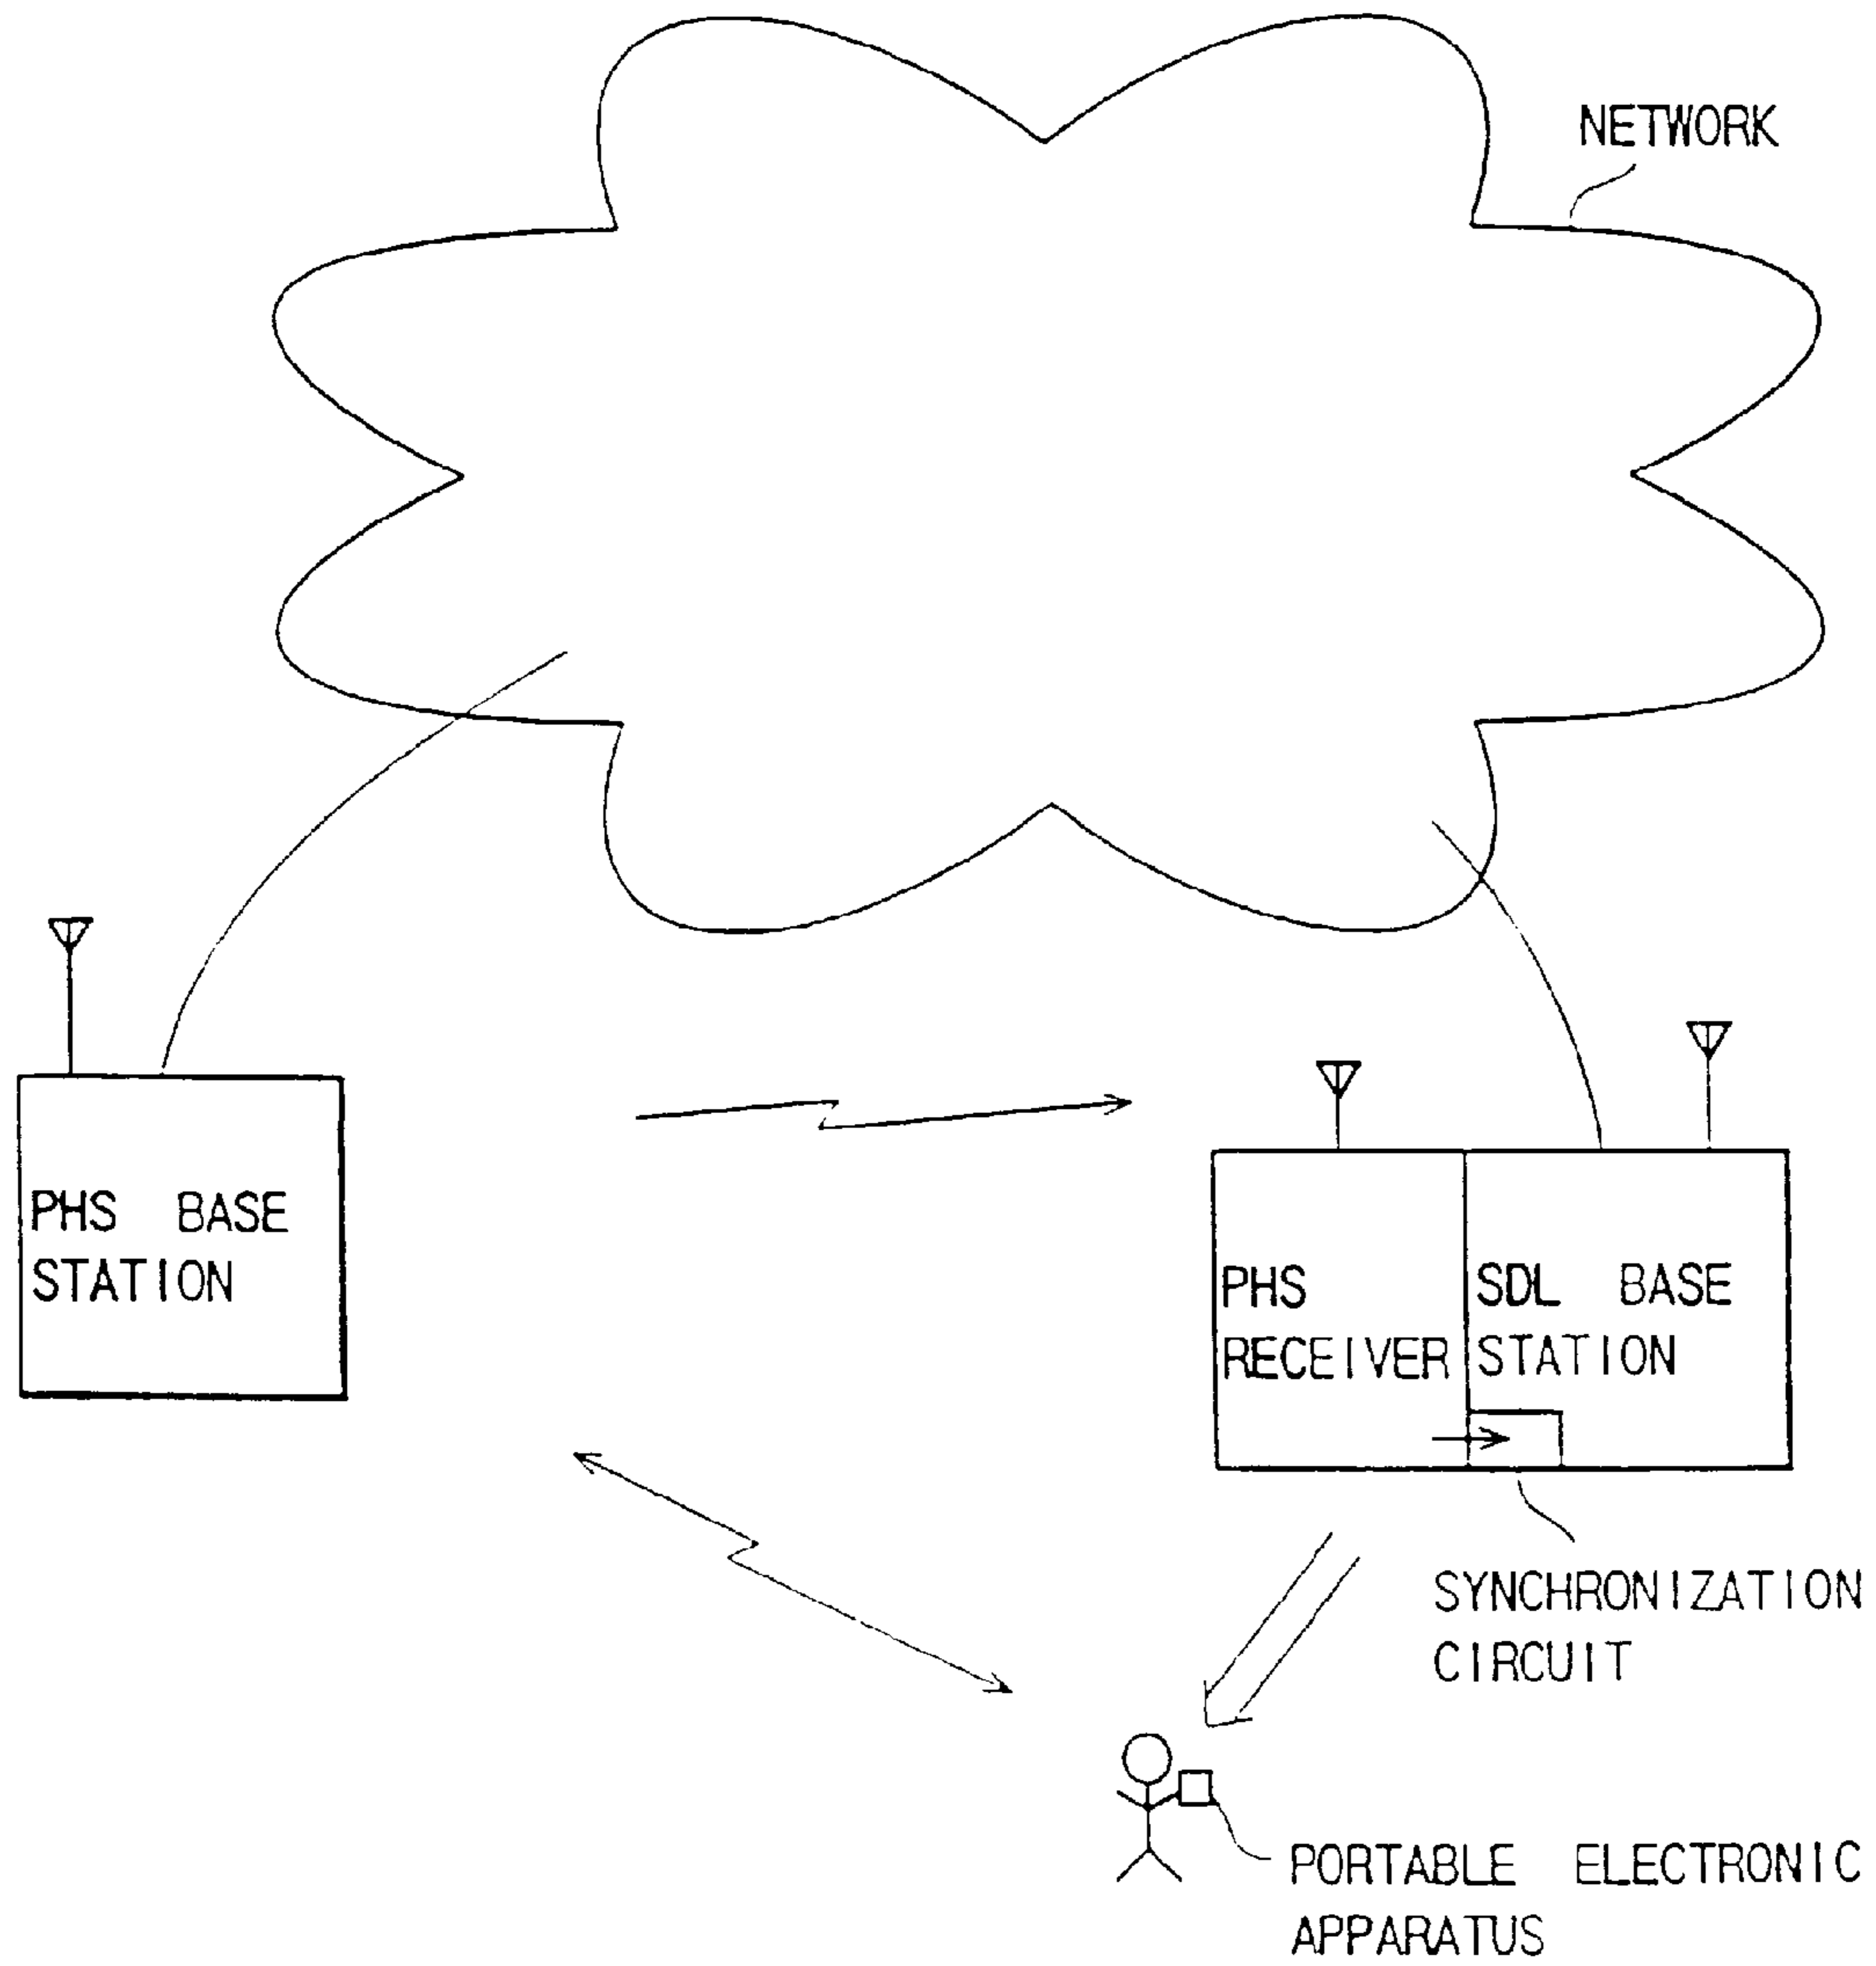 NETWORK
PHS BASE
STATION
PHS
RECEIVER
SDL BASE
STATION
SYNCHRONIZATION
CIRCUIT
PORTABLE ELECTRONIC
APPARATUS